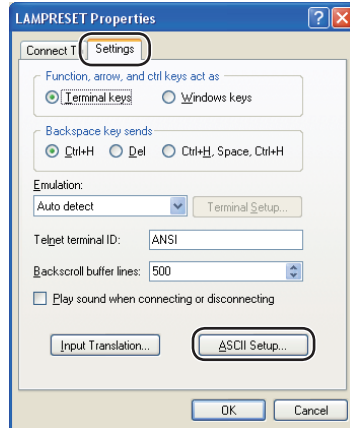 LAMPRESET Properties
Connect T Settings
Function, arrow, and ctrl keys act as
Terminal keys Windows keys
Backspace key sends
Ctrl+H Del Ctrl+H, Space, Ctrl+H
Emulation:
Auto detect Terminal Setup...
Telnet terminal ID: ANSI
Backscroll buffer lines: 500
Play sound when connecting or disconnecting
Input Translation... ASCII Setup...
OK Cancel